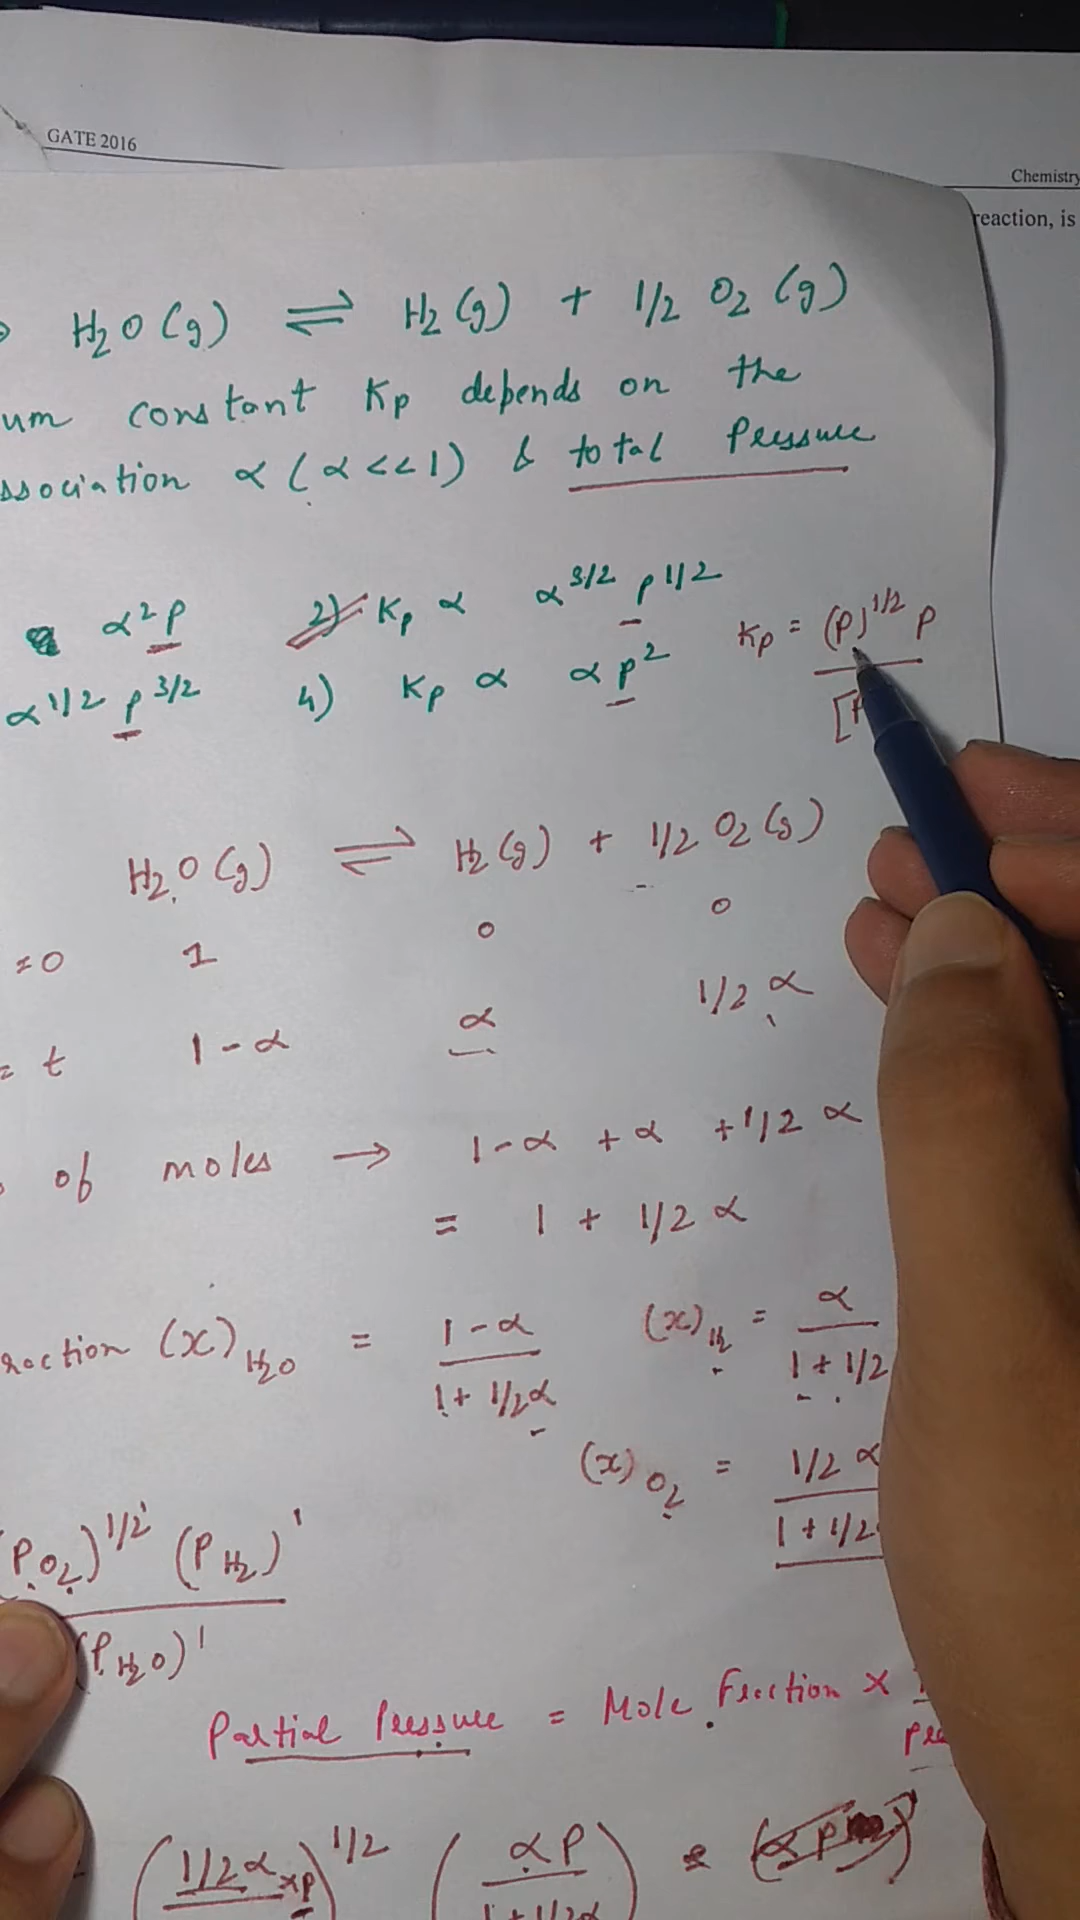 GATE 2016
Chemistry
reaction, is
H2O (g) ⇌ H2 (g) + 1/2 O2 (g)
um constant Kp depends on the
ssociation α (α << 1) & total Pressure
α^2 P 2) Kp α α^3/2 P^1/2
Kp = (P)^1/2 P
α^1/2 P^3/2 4) Kp α α P^2
H2O (g) ⇌ H2 (g) + 1/2 O2 (g)
=0 1 0 0
= t 1-α α 1/2 α
of moles → 1-α + α + 1/2 α
= 1 + 1/2 α
raction (x) H2O = 1-α / 1+ 1/2α
(x) H2 = α / 1 + 1/2
(x) O2 = 1/2 α / 1 + 1/2
(PO2)^1/2 (PH2)^1
(PH2O)^1
Partial Pressure = Mole Fraction x
(1/2α xP)^1/2 (αP / 1+1/2α)